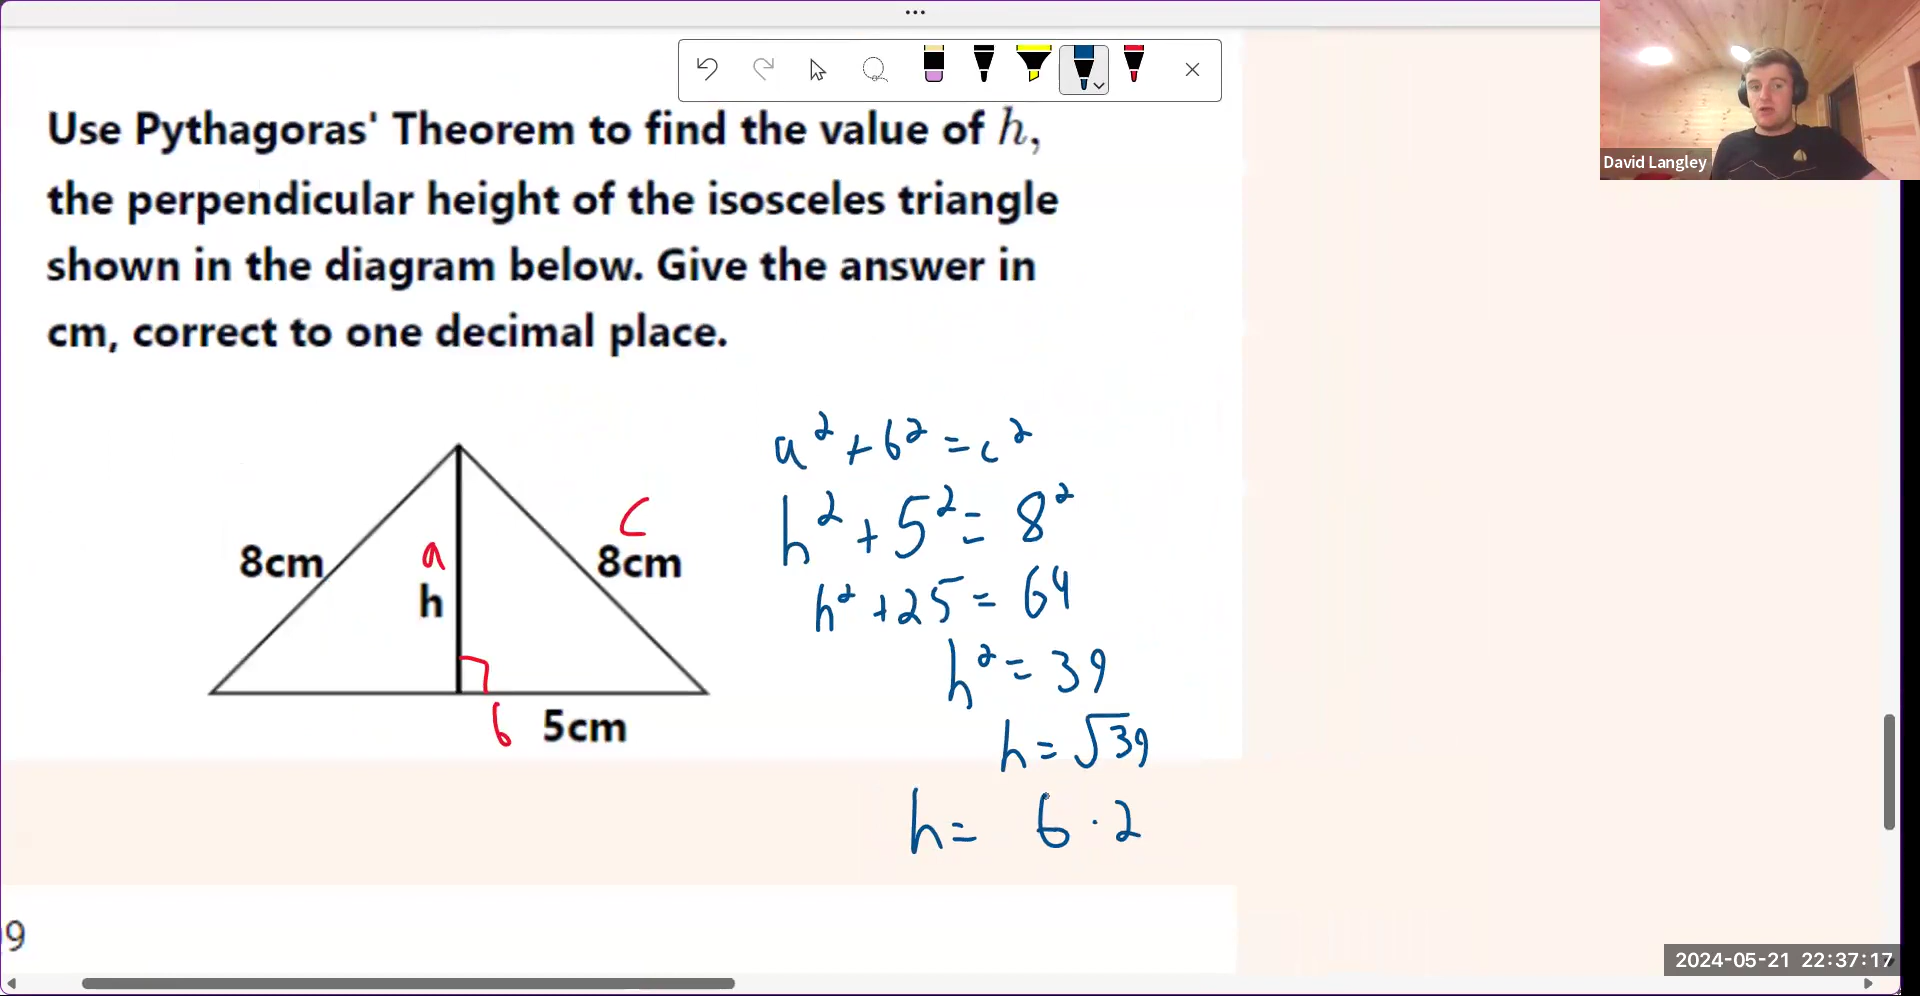 ...
Use Pythagoras' Theorem to find the value of h,
the perpendicular height of the isosceles triangle
shown in the diagram below. Give the answer in
cm, correct to one decimal place.
David Langley
8cm
a
h
c
8cm
b
5cm
a² + b² = c²
h² + 5² = 8²
h² + 25 = 64
h² = 39
h = √39
h = 6.2
9
2024-05-21 22:37:17